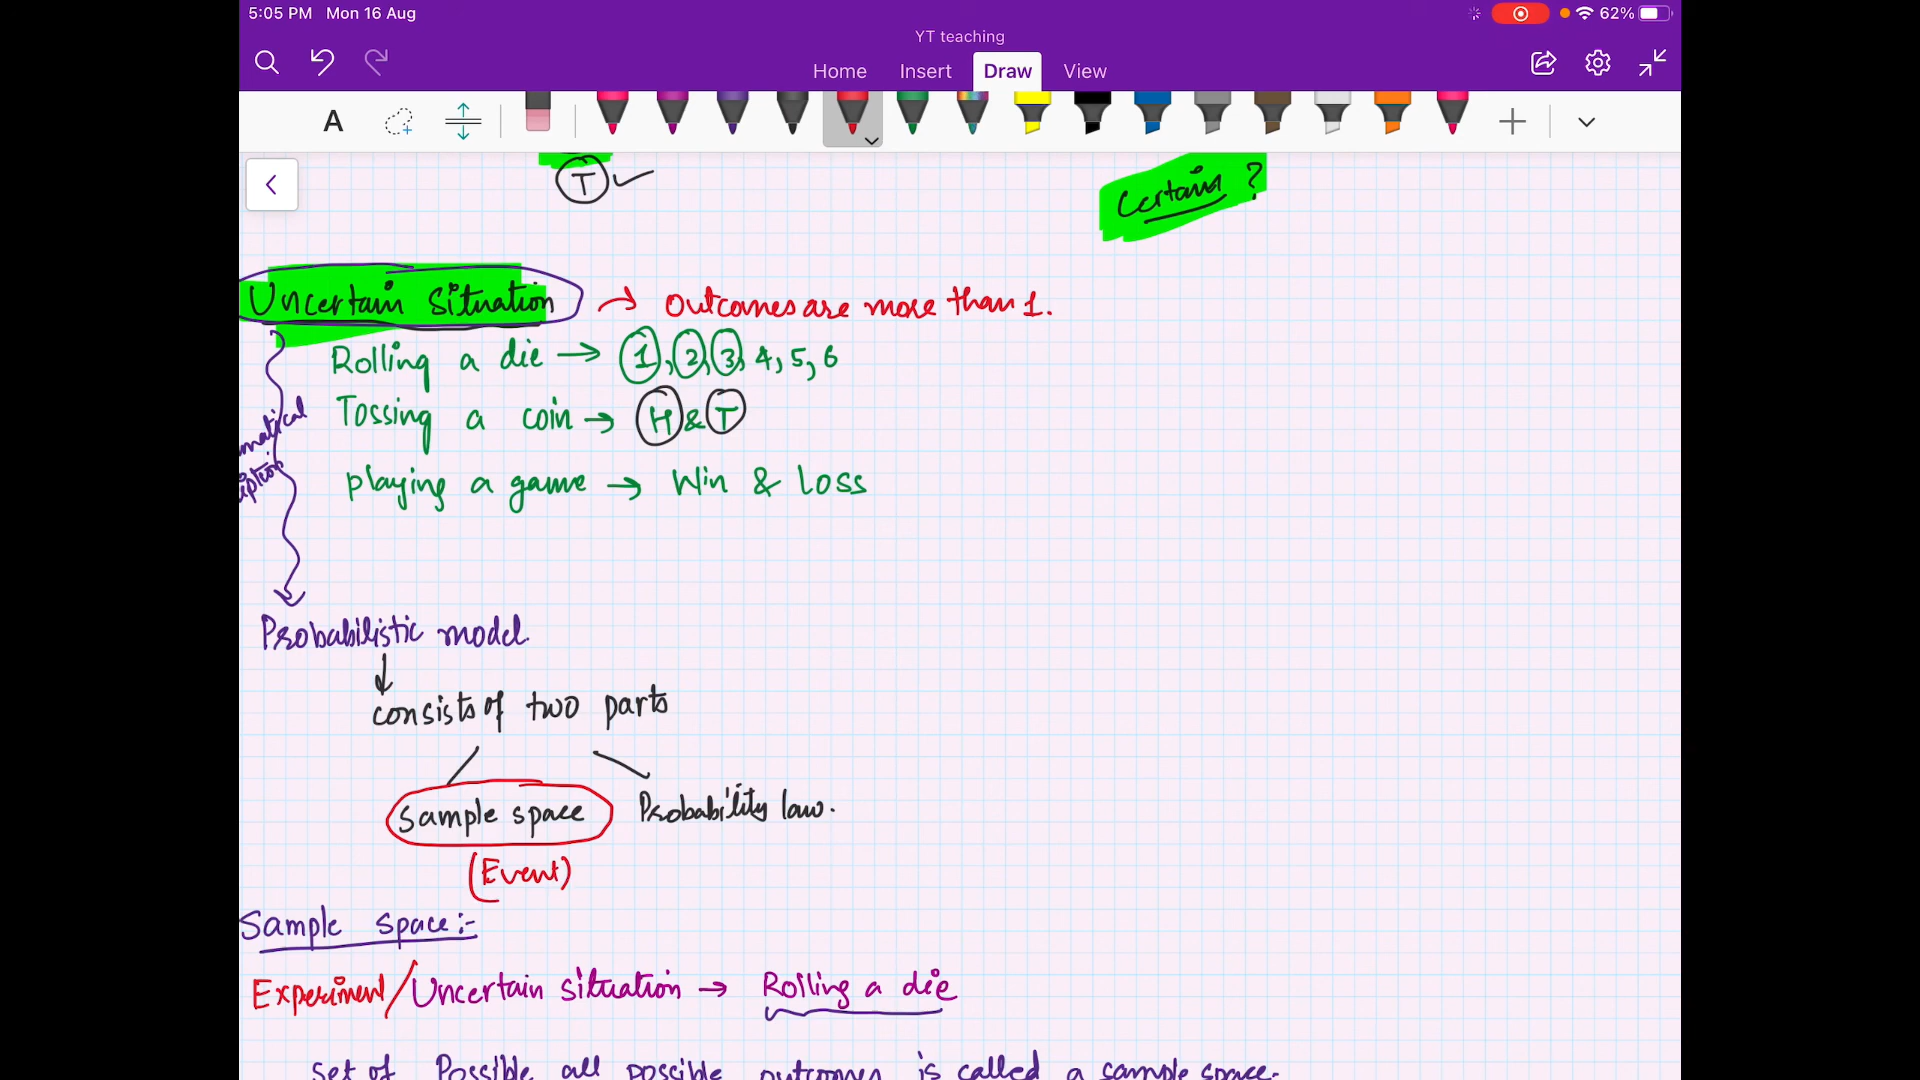 5:05 PM Mon 16 Aug
62%
YT teaching
Home Insert Draw View
A
T
Certain ?
Uncertain Situation → Outcomes are more than 1.
Rolling a die → 1, 2, 3, 4, 5, 6
Tossing a coin → H & T
matical
iption
playing a game → Win & Loss
Probabilistic model.
consists of two parts
Sample space Probability law.
(Event)
Sample space :-
Experiment/Uncertain situation → Rolling a die
set of Possible all possible outcomes is called a sample space.